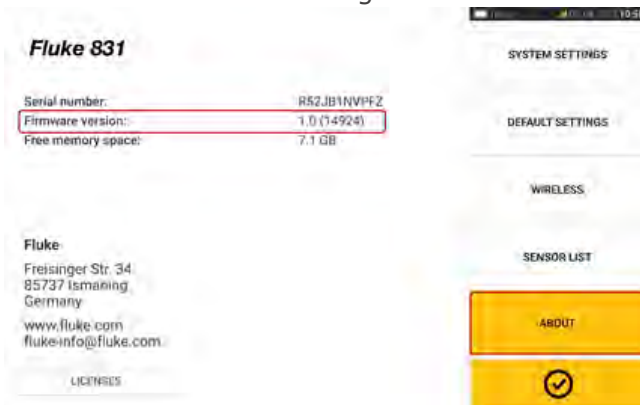 Fluke 831
Serial number:
R52JB1NVPFZ
Firmware version:
1.0 (14924)
Free memory space:
7.1 GB
Fluke
Freisinger Str. 34
85737 Ismaning
Germany
www.fluke.com
fluke-info@fluke.com
LICENSES
SYSTEM SETTINGS
DEFAULT SETTINGS
WIRELESS
SENSOR LIST
ABOUT